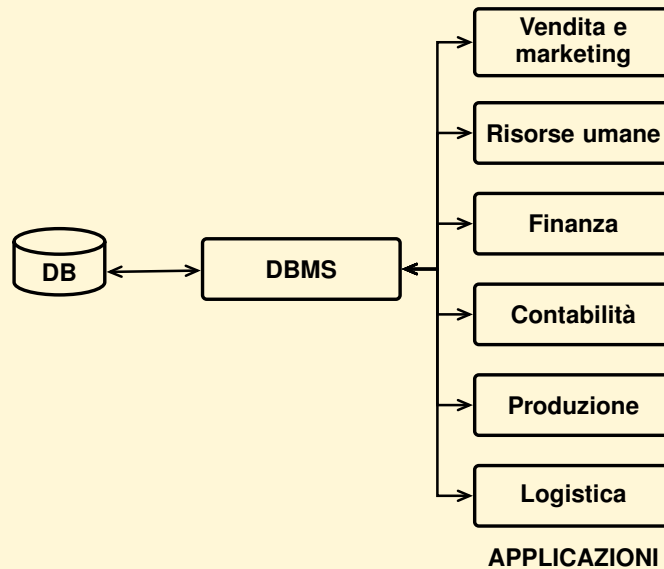 Vendita e
marketing
Risorse umane
Finanza
DB
DBMS
Contabilità
Produzione
Logistica
APPLICAZIONI